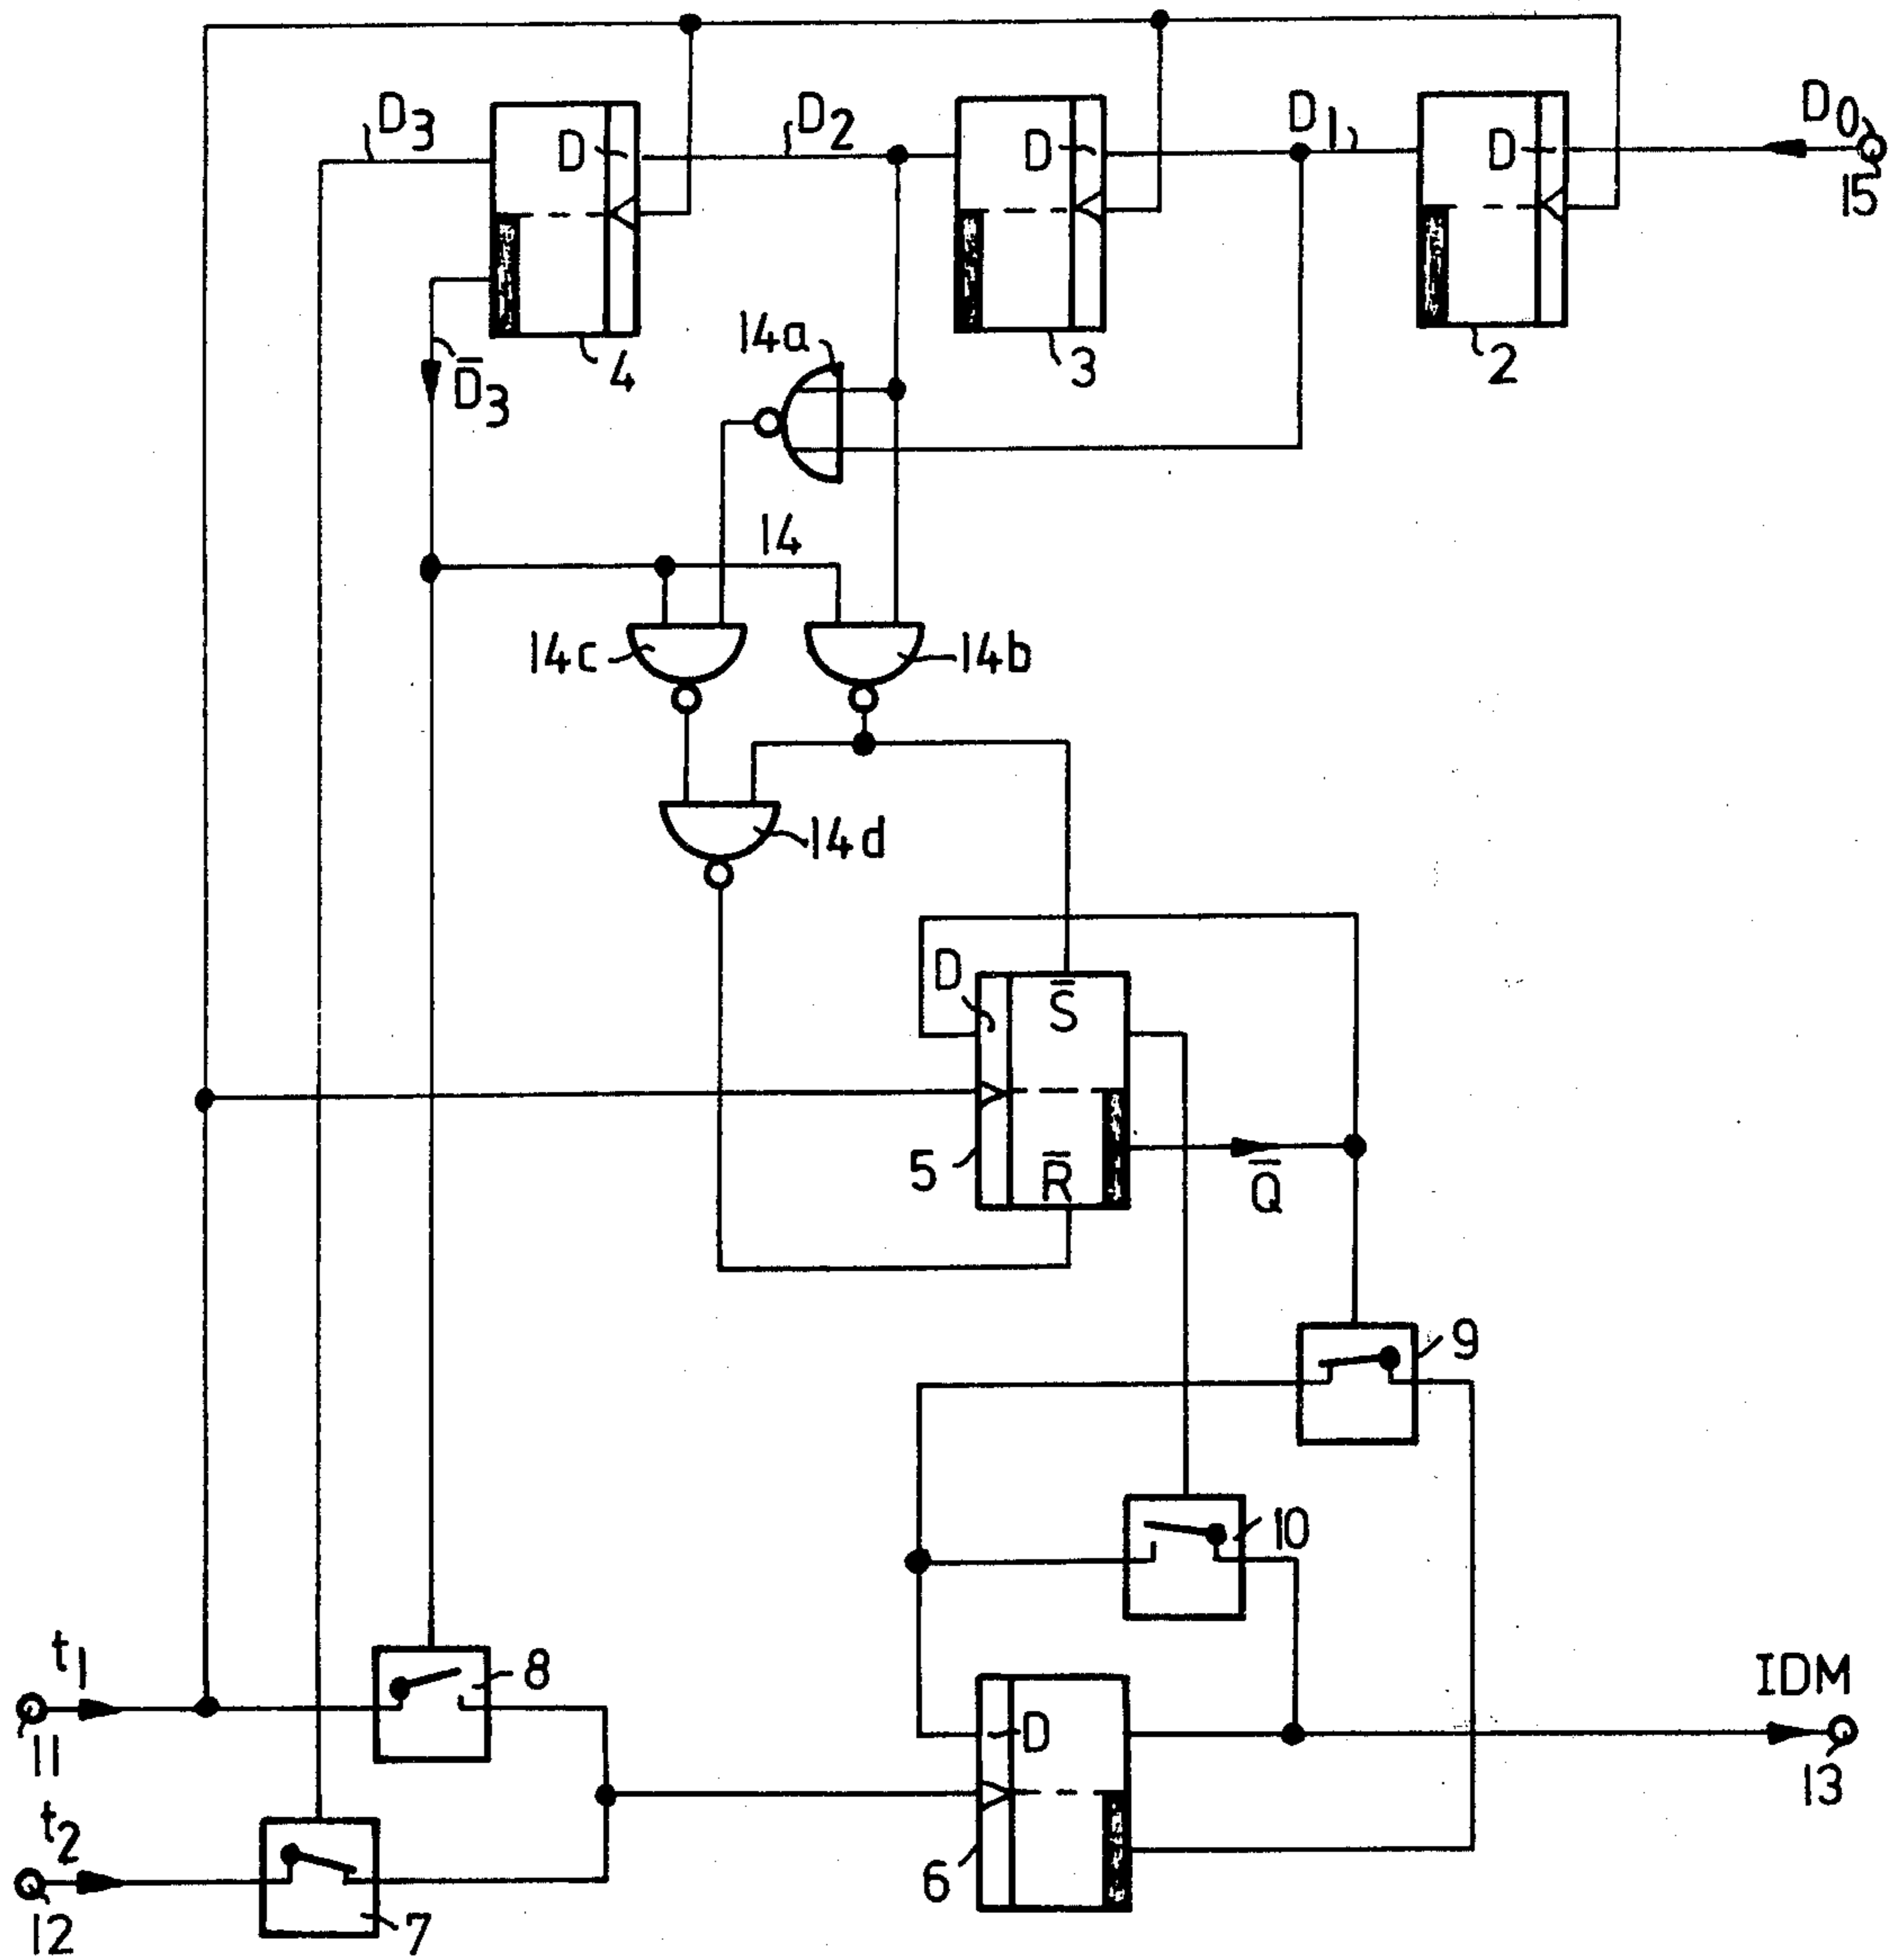 D₃
D
D₂
D
D₁
D
D₀
15
4
3
2
14a
D̅₃
14
14c
14b
14d
D
S̅
5
R̅
Q̅
9
10
t₁
8
11
D
IDM
13
t₂
6
12
7